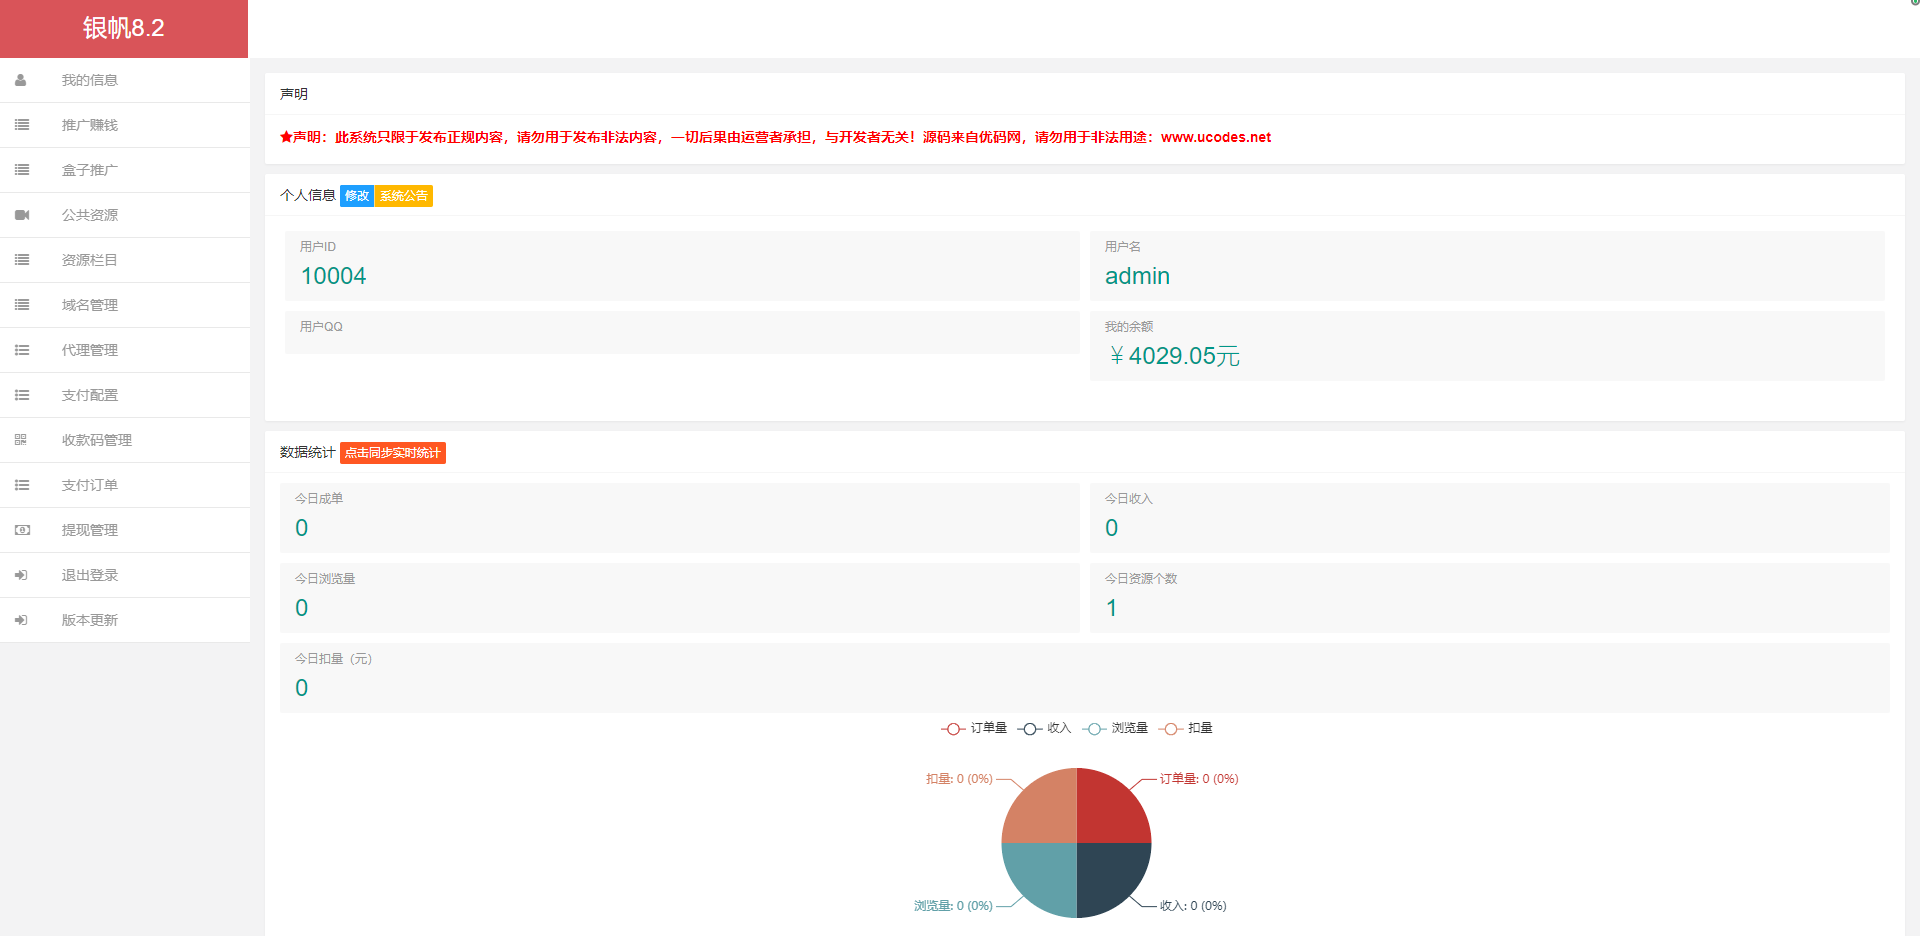 银帆8.2
我的信息
推广赚钱
盒子推广
公共资源
资源栏目
域名管理
代理管理
支付配置
收款码管理
支付订单
提现管理
退出登录
版本更新
声明
★声明：此系统只限于发布正规内容，请勿用于发布非法内容，一切后果由运营者承担，与开发者无关！源码来自优码网，请勿用于非法用途：www.ucodes.net
个人信息 修改 系统公告
用户ID
10004
用户名
admin
用户QQ
我的余额
￥4029.05元
数据统计 点击同步实时统计
今日成单
0
今日收入
0
今日浏览量
0
今日资源个数
1
今日扣量（元）
0
订单量 收入 浏览量 扣量
扣量: 0 (0%)
订单量: 0 (0%)
浏览量: 0 (0%)
收入: 0 (0%)